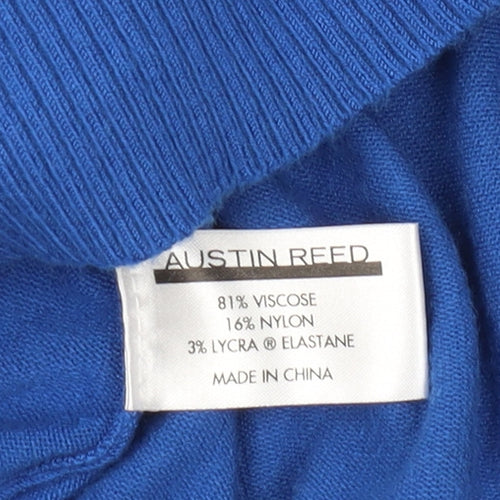 AUSTIN REED
81% VISCOSE
16% NYLON
3% LYCRA ® ELASTANE
MADE IN CHINA